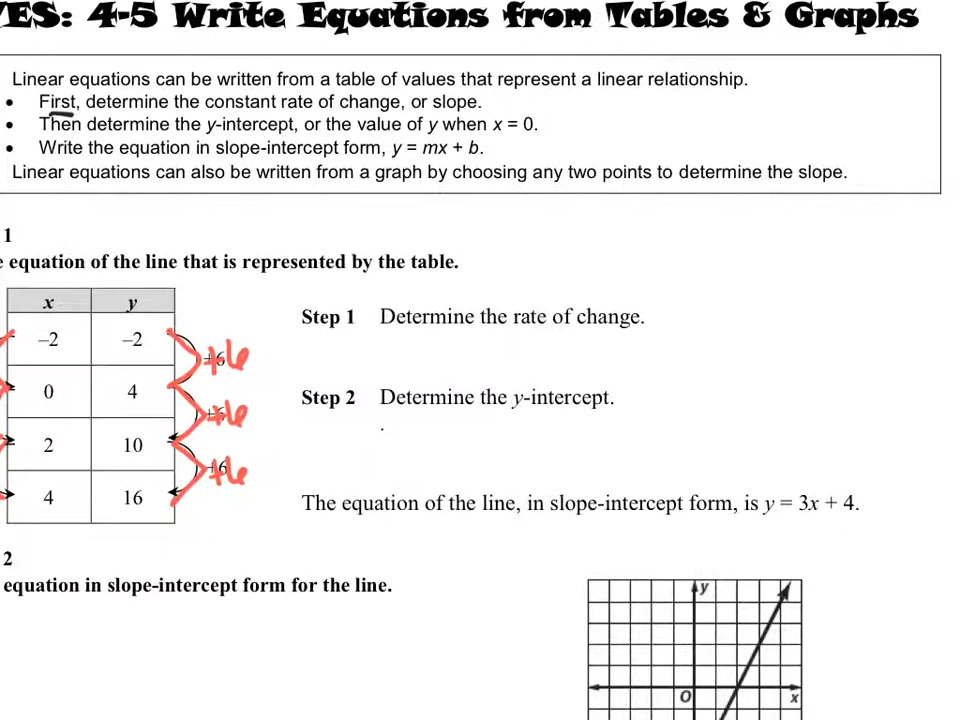 ES: 4-5 Write Equations from Tables & Graphs
Linear equations can be written from a table of values that represent a linear relationship.
• First, determine the constant rate of change, or slope.
• Then determine the y-intercept, or the value of y when x = 0.
• Write the equation in slope-intercept form, y = mx + b.
Linear equations can also be written from a graph by choosing any two points to determine the slope.
1
e equation of the line that is represented by the table.
x y
–2 –2
+6 +6
0 4
+6 +6
2 10
+6 +6
4 16
Step 1 Determine the rate of change.
Step 2 Determine the y-intercept.
.
The equation of the line, in slope-intercept form, is y = 3x + 4.
2
equation in slope-intercept form for the line.
y
O x